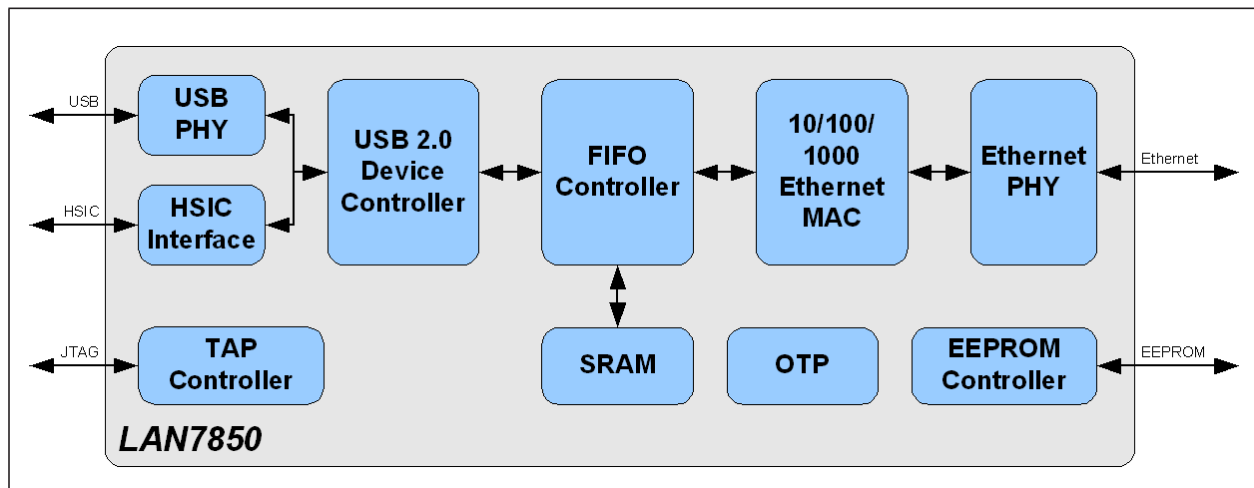 USB
USB
PHY
HSIC
HSIC
Interface
USB 2.0
Device
Controller
FIFO
Controller
10/100/
1000
Ethernet
MAC
Ethernet
PHY
Ethernet
JTAG
TAP
Controller
SRAM
OTP
EEPROM
Controller
EEPROM
LAN7850